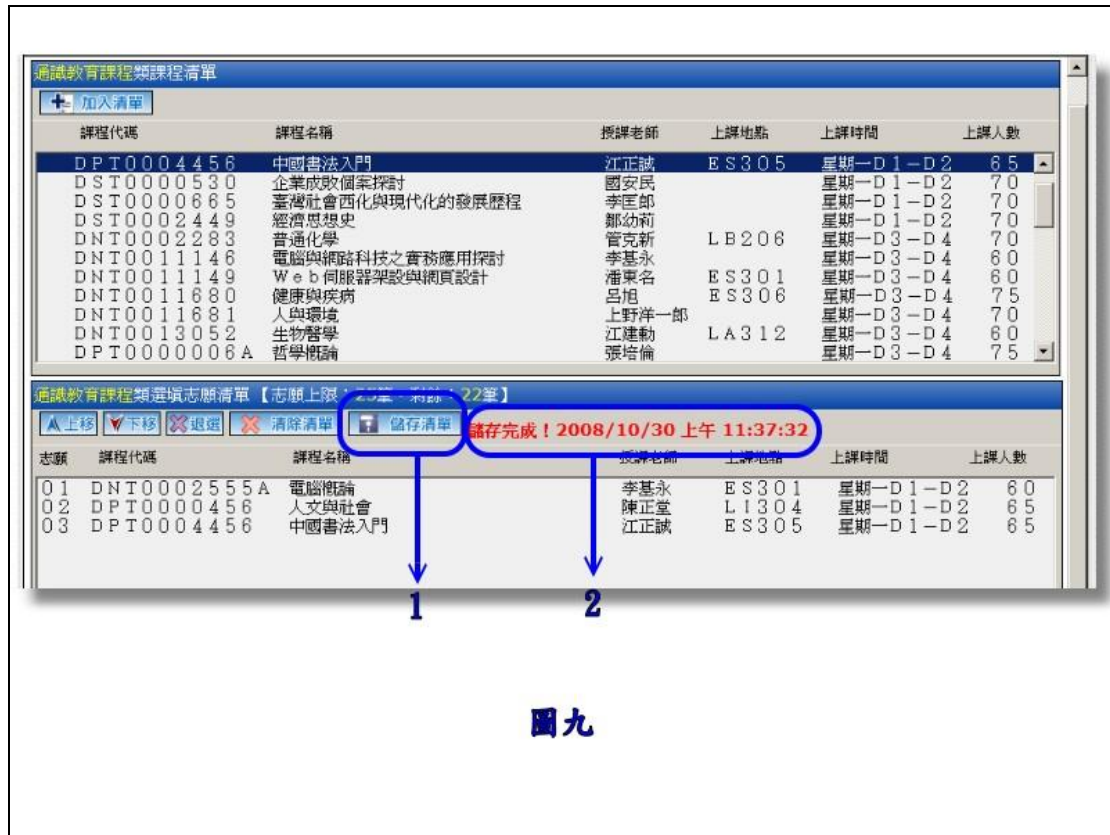 通識教育課程類課程清單
加入清單
課程代碼 課程名稱 授課老師 上課地點 上課時間 上課人數
DPT0004456 中國書法入門 江正誠 ES305 星期一D1-D2 65
DST0000530 企業成敗個案探討 國安民 星期一D1-D2 70
DST0000665 臺灣社會西化與現代化的發展歷程 李匡郎 星期一D1-D2 70
DST0002449 經濟思想史 鄒幼莉 星期一D1-D2 70
DNT0002283 普通化學 管克新 LB206 星期一D3-D4 70
DNT0011146 電腦與網路科技之實務應用探討 李基永 星期一D3-D4 60
DNT0011149 Web伺服器架設與網頁設計 潘東名 ES301 星期一D3-D4 60
DNT0011680 健康與疾病 呂旭 ES306 星期一D3-D4 75
DNT0011681 人與環境 上野洋一郎 星期一D3-D4 70
DNT0013052 生物醫學 江建勳 LA312 星期一D3-D4 60
DPT0000006A 哲學概論 張培倫 星期一D3-D4 75
通識教育課程類選填志願清單【志願上限:25筆,剩餘:22筆】
上移 下移 退選 清除清單 儲存清單 儲存完成!2008/10/30 上午 11:37:32
志願 課程代碼 課程名稱 授課老師 上課地點 上課時間 上課人數
01 DNT0002555A 電腦概論 李基永 ES301 星期一D1-D2 60
02 DPT0000456 人文與社會 陳正堂 LI304 星期一D1-D2 65
03 DPT0004456 中國書法入門 江正誠 ES305 星期一D1-D2 65
1 2
圖九